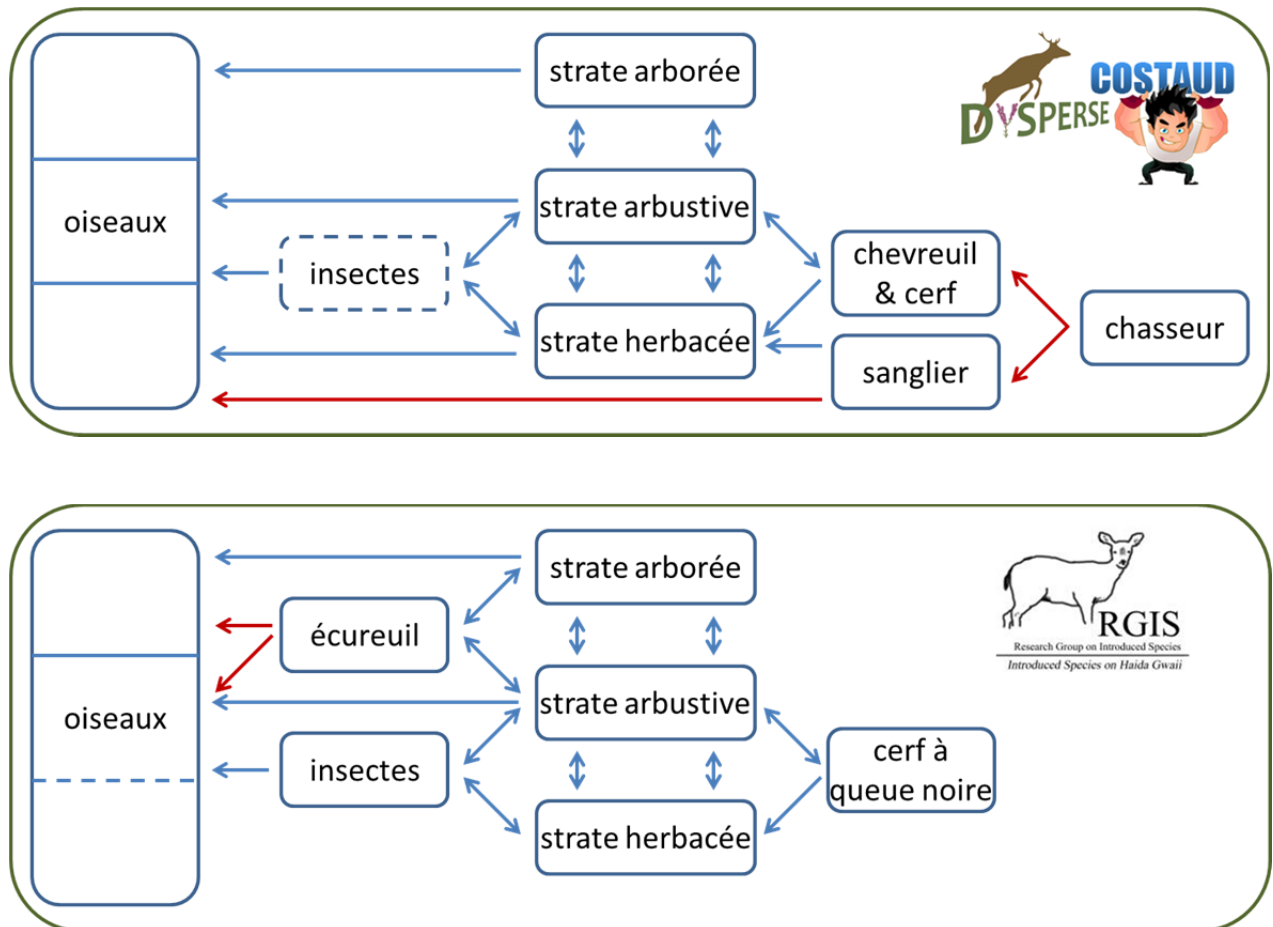 strate arborée
COSTAUD
DYSPERSE
strate arbustive
oiseaux
insectes
chevreuil
& cerf
strate herbacée
chasseur
sanglier
strate arborée
écureuil
RGIS
Research Group on Introduced Species
Introduced Species on Haida Gwaii
strate arbustive
oiseaux
insectes
cerf à
queue noire
strate herbacée